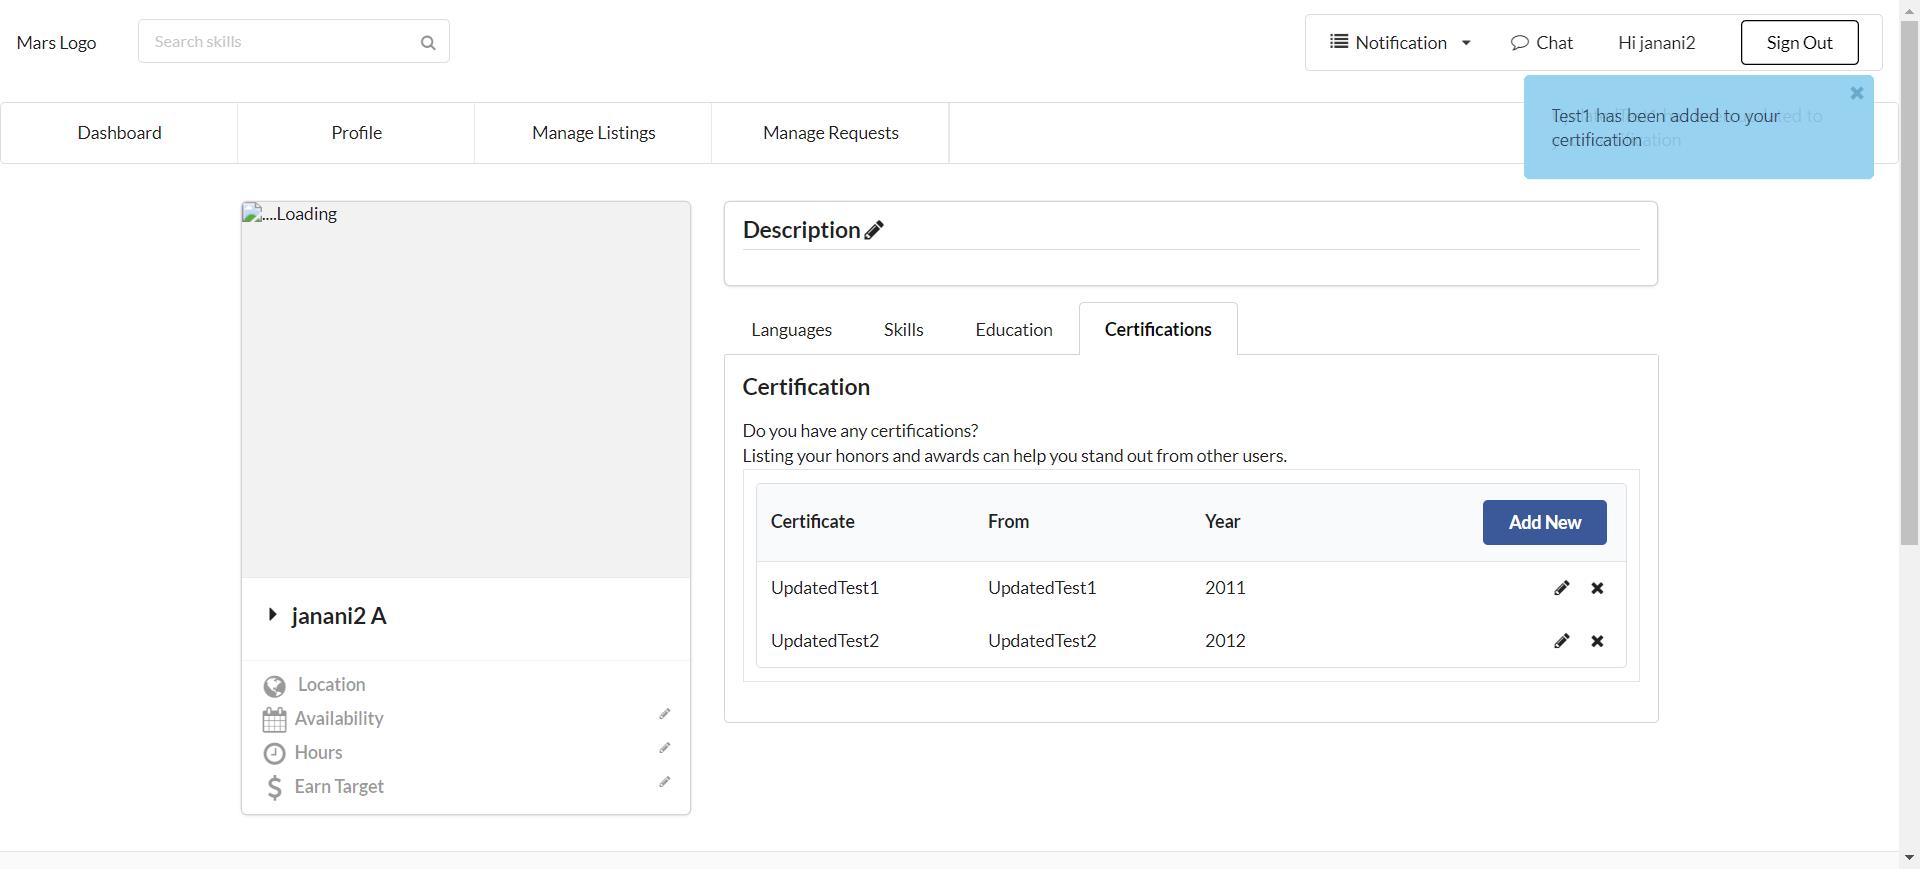 Mars Logo
Search skills
Notification
Chat
Hi janani2
Sign Out
Test1 has been added to your
certification
Dashboard
Profile
Manage Listings
Manage Requests
....Loading
Description
Languages
Skills
Education
Certifications
Certification
Do you have any certifications?
Listing your honors and awards can help you stand out from other users.
Certificate From Year Add New
UpdatedTest1 UpdatedTest1 2011
UpdatedTest2 UpdatedTest2 2012
janani2 A
Location
Availability
Hours
Earn Target